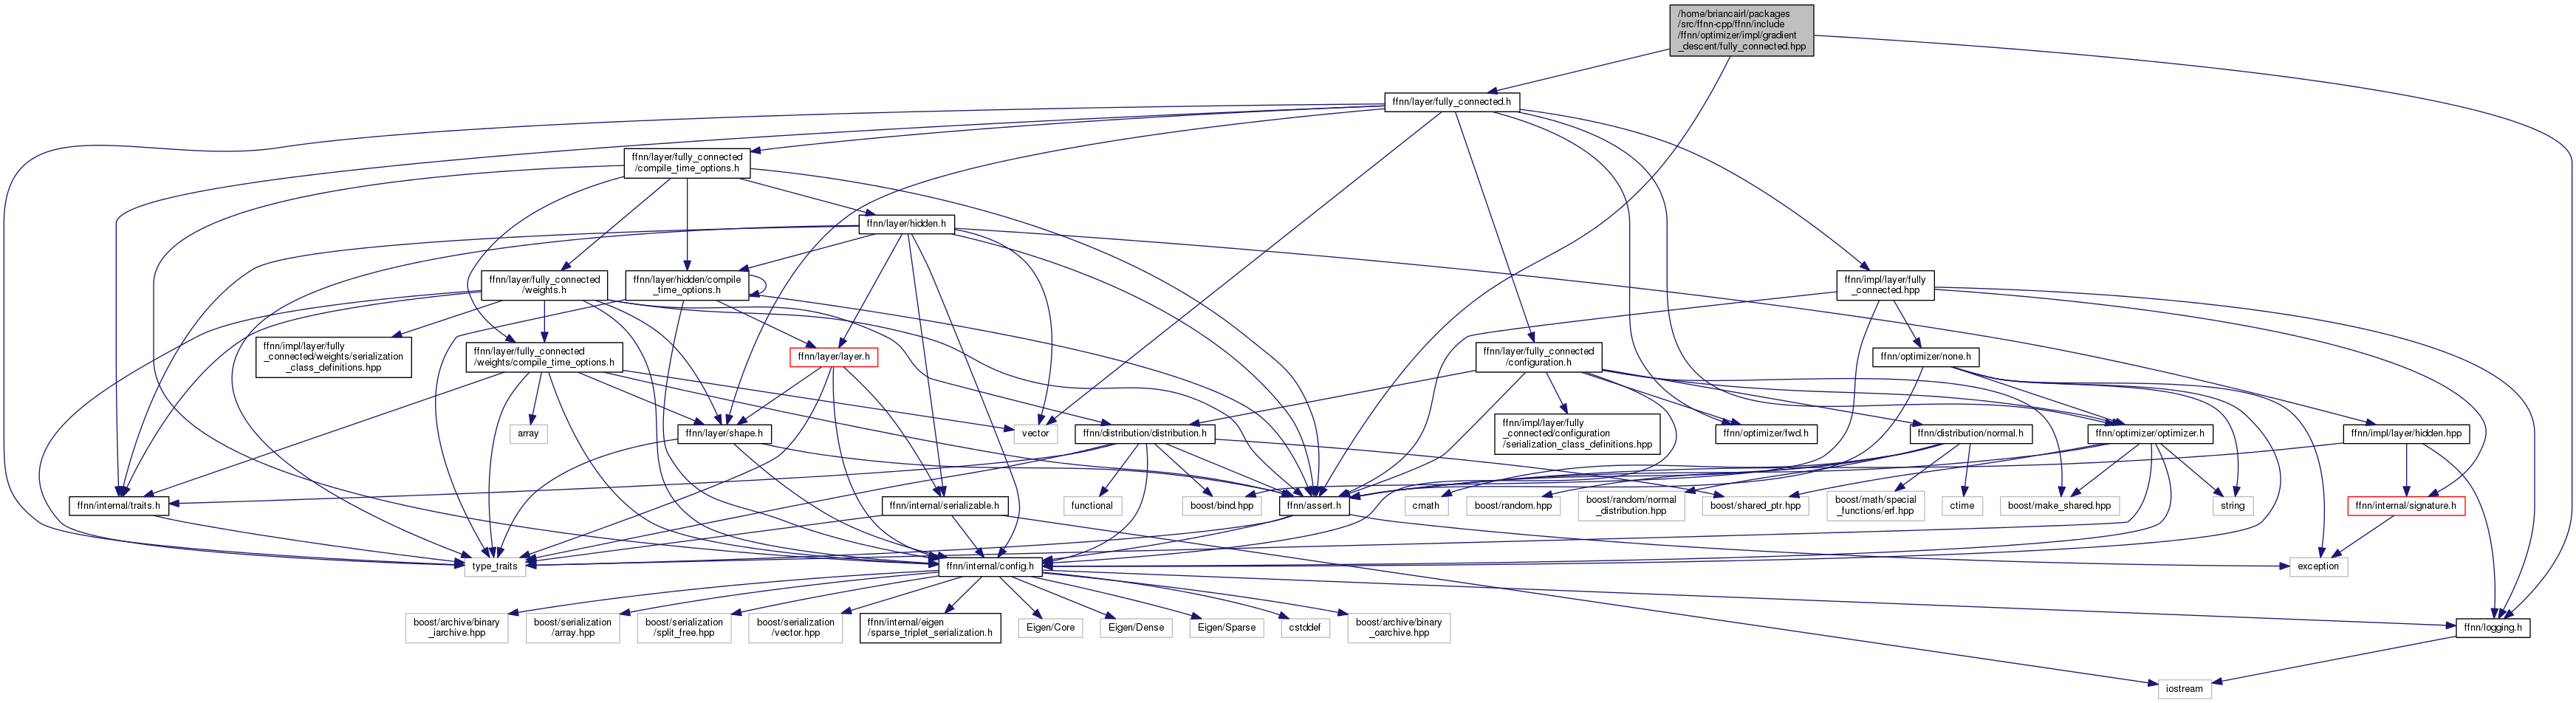 /home/briancairl/packages
/src/ffnn-cpp/ffnn/include
/ffnn/optimizer/impl/gradient
_descent/fully_connected.hpp
ffnn/layer/fully_connected.h
ffnn/layer/fully_connected
/compile_time_options.h
ffnn/layer/hidden.h
ffnn/layer/fully_connected
/weights.h
ffnn/layer/hidden/compile
_time_options.h
ffnn/impl/layer/fully
_connected.hpp
ffnn/impl/layer/fully
_connected/weights/serialization
_class_definitions.hpp
ffnn/layer/fully_connected
/weights/compile_time_options.h
ffnn/layer/layer.h
ffnn/layer/fully_connected
/configuration.h
ffnn/optimizer/none.h
array
ffnn/layer/shape.h
vector
ffnn/distribution/distribution.h
ffnn/impl/layer/fully
_connected/configuration
/serialization_class_definitions.hpp
ffnn/optimizer/fwd.h
ffnn/distribution/normal.h
ffnn/optimizer/optimizer.h
ffnn/impl/layer/hidden.hpp
ffnn/internal/traits.h
ffnn/internal/serializable.h
functional
boost/bind.hpp
ffnn/assert.h
cmath
boost/random.hpp
boost/random/normal
_distribution.hpp
boost/shared_ptr.hpp
boost/math/special
_functions/erf.hpp
ctime
boost/make_shared.hpp
string
ffnn/internal/signature.h
type_traits
ffnn/internal/config.h
exception
boost/archive/binary
_iarchive.hpp
boost/serialization
/array.hpp
boost/serialization
/split_free.hpp
boost/serialization
/vector.hpp
ffnn/internal/eigen
/sparse_triplet_serialization.h
Eigen/Core
Eigen/Dense
Eigen/Sparse
cstddef
boost/archive/binary
_oarchive.hpp
ffnn/logging.h
iostream